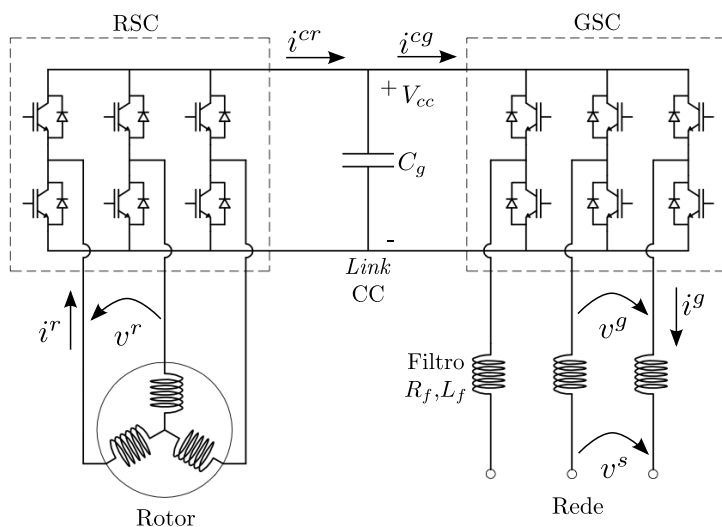 RSC
GSC
i^{cr}
i^{cg}
+ V_{cc}
C_g
-
Link
CC
i^r
v^r
v^g
i^g
Filtro
R_f,L_f
v^s
Rotor
Rede